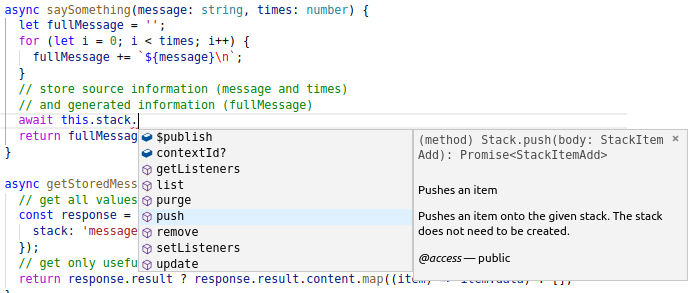 async saySomething(message: string, times: number) {
let fullMessage = '';
for (let i = 0; i < times; i++) {
fullMessage += `${message}\n`;
}
// store source information (message and times)
// and generated information (fullMessage)
await this.stack.
return fullMessag
}
async getStoredMess
// get all values
const response =
stack: 'message
});
// get only usefu
return response.result ? response.result.content.map((item) => item.data) : [];
$publish
contextId?
getListeners
list
purge
push
remove
setListeners
update
(method) Stack.push(body: StackItem
Add): Promise<StackItemAdd>
×
Pushes an item
Pushes an item onto the given stack. The stack
does not need to be created.
@access — public